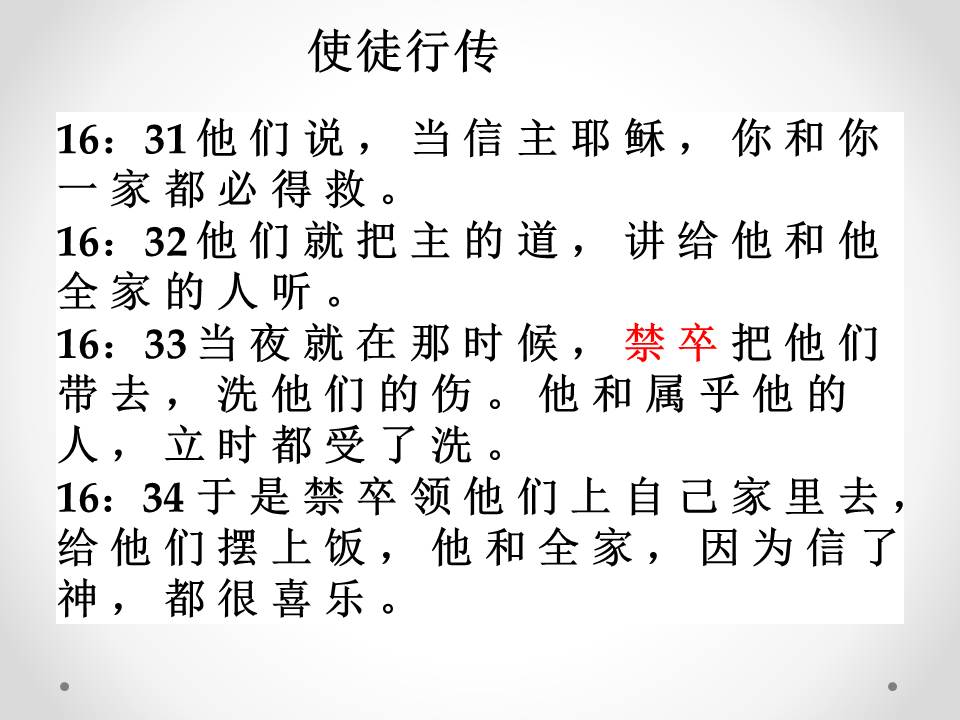 使徒行传
16：31他们说，当信主耶稣，你和你
一家都必得救。
16：32他们就把主的道，讲给他和他
全家的人听。
16：33当夜就在那时候，禁卒把他们
带去，洗他们的伤。他和属乎他的
人，立时都受了洗。
16：34于是禁卒领他们上自己家里去，
给他们摆上饭，他和全家，因为信了
神，都很喜乐。